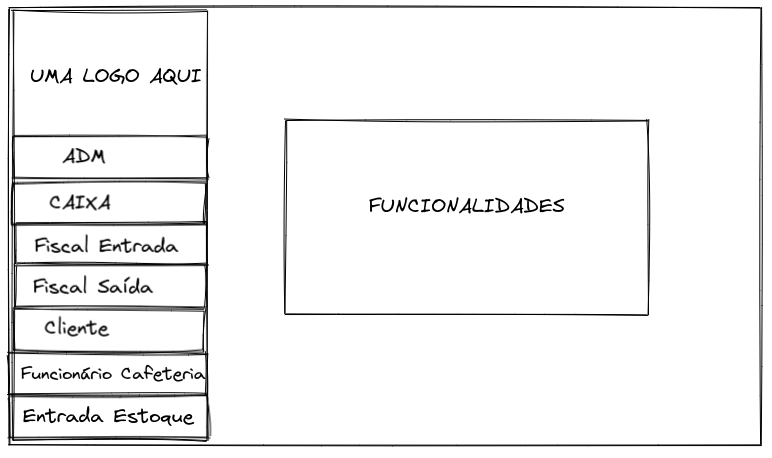 UMA LOGO AQUI
ADM
CAIXA
Fiscal Entrada
Fiscal Saída
Cliente
Funcionário Cafeteria
Entrada Estoque
FUNCIONALIDADES